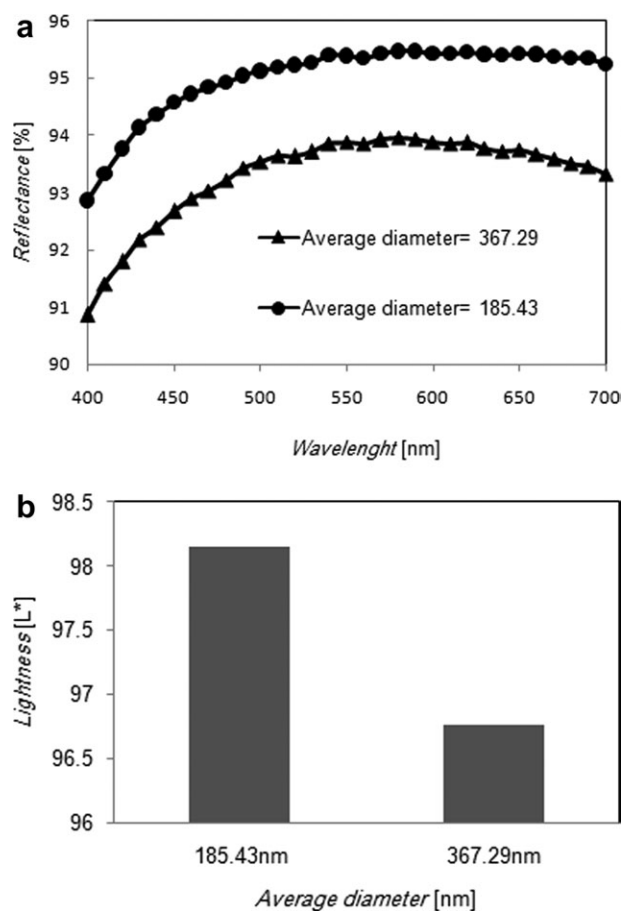 a
96
95
94
93
92
91
90
Reflectance [%]
Average diameter= 367.29
Average diameter= 185.43
400 450 500 550 600 650 700
Wavelenght [nm]
b
98.5
98
97.5
97
96.5
96
Lightness [L*]
185.43nm 367.29nm
Average diameter [nm]